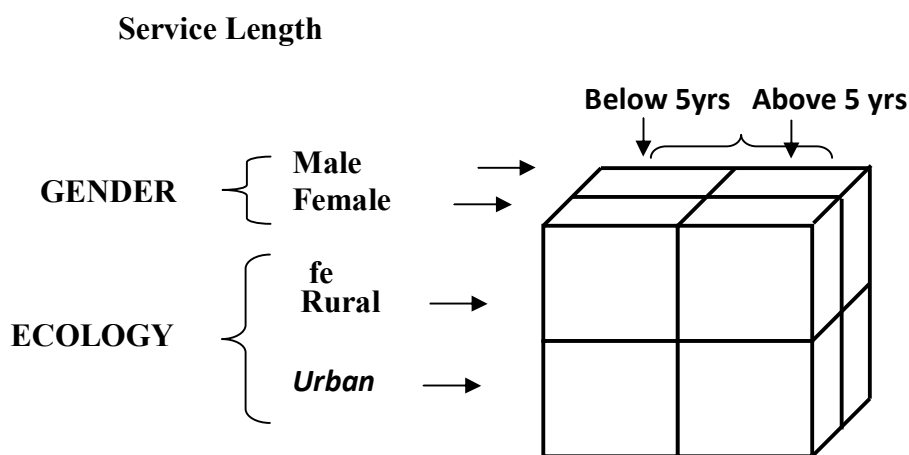 Service Length
Below 5yrs Above 5 yrs
Male
GENDER
Female
fe
Rural
ECOLOGY
Urban